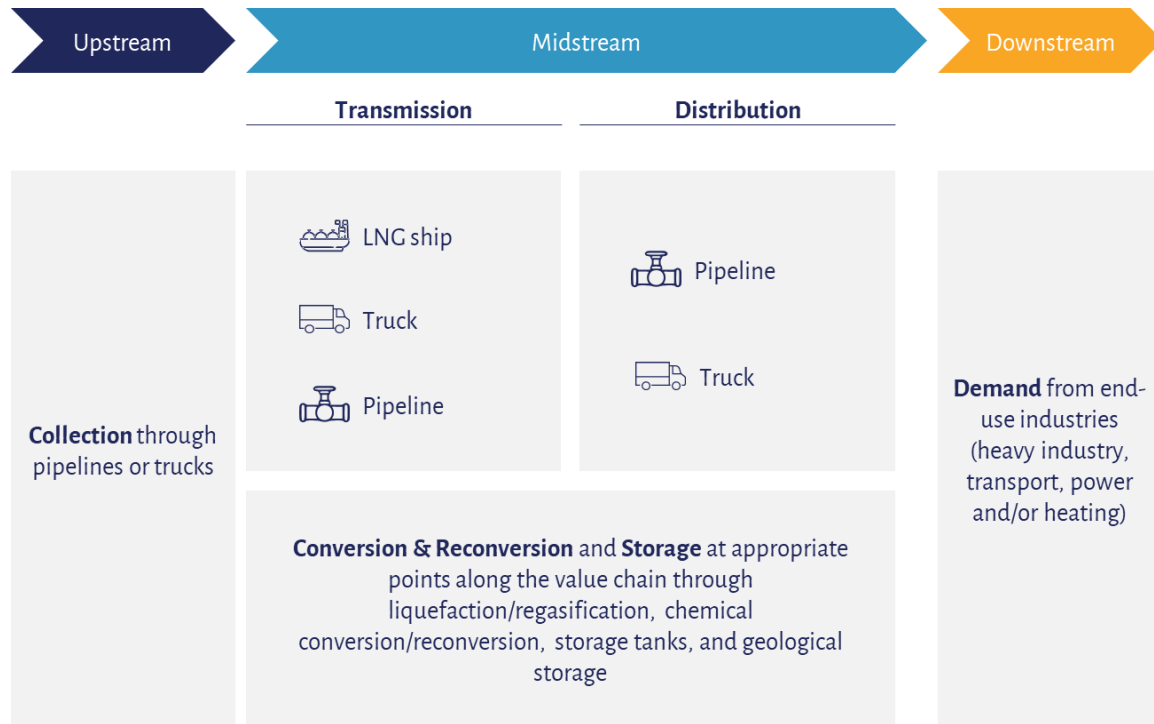 Upstream
Midstream
Downstream
Transmission
Distribution
Collection through
pipelines or trucks
LNG ship
Truck
Pipeline
Pipeline
Truck
Conversion & Reconversion and Storage at appropriate
points along the value chain through
liquefaction/regasification, chemical
conversion/reconversion, storage tanks, and geological
storage
Demand from end-
use industries
(heavy industry,
transport, power
and/or heating)